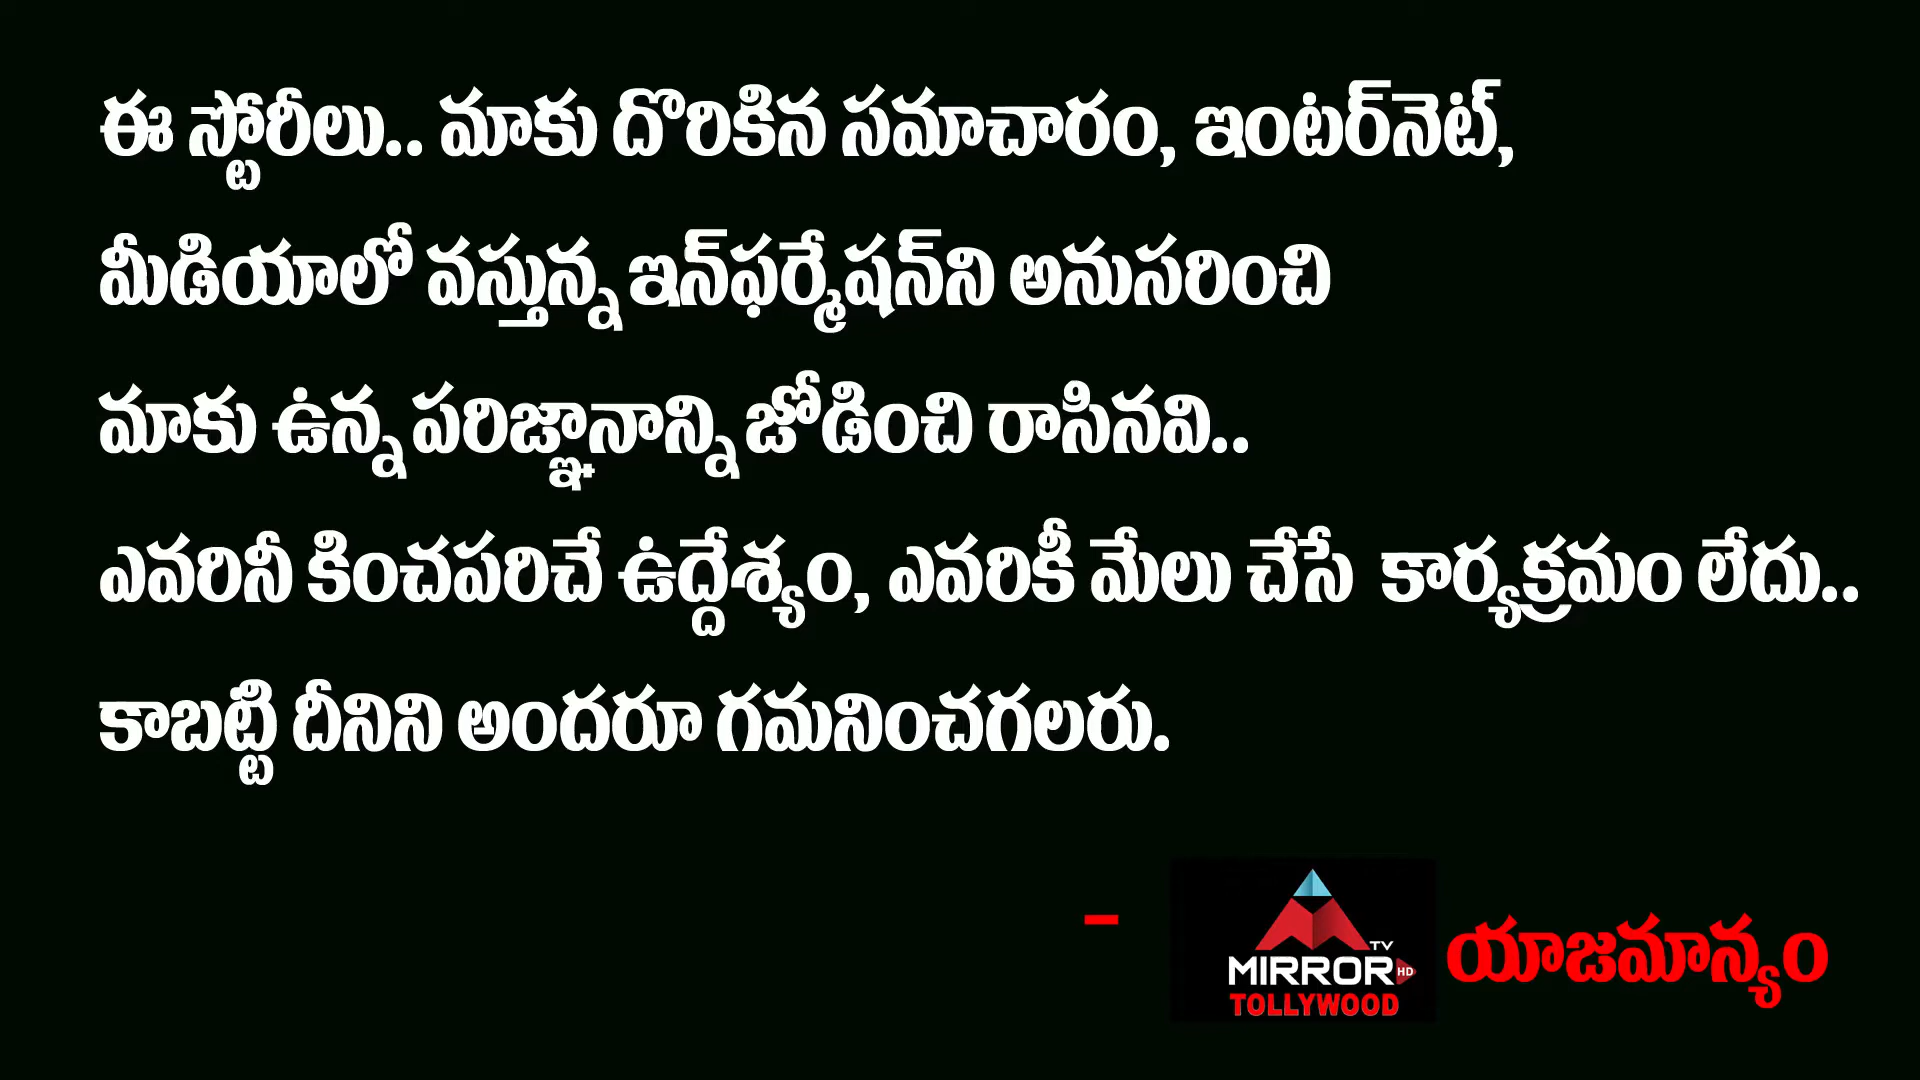 ఈ స్టోరీలు.. మాకు దొరికిన సమాచారం, ఇంటర్‌నెట్,
మీడియాలో వస్తున్న ఇన్‌ఫర్మేషన్‌ని అనుసరించి
మాకు ఉన్న పరిజ్ఞానాన్ని జోడించి రాసినవి..
ఎవరినీ కించపరిచే ఉద్దేశ్యం, ఎవరికీ మేలు చేసే కార్యక్రమం లేదు..
కాబట్టి దీనిని అందరూ గమనించగలరు.
- యాజమాన్యం
TV
MIRROR HD
TOLLYWOOD